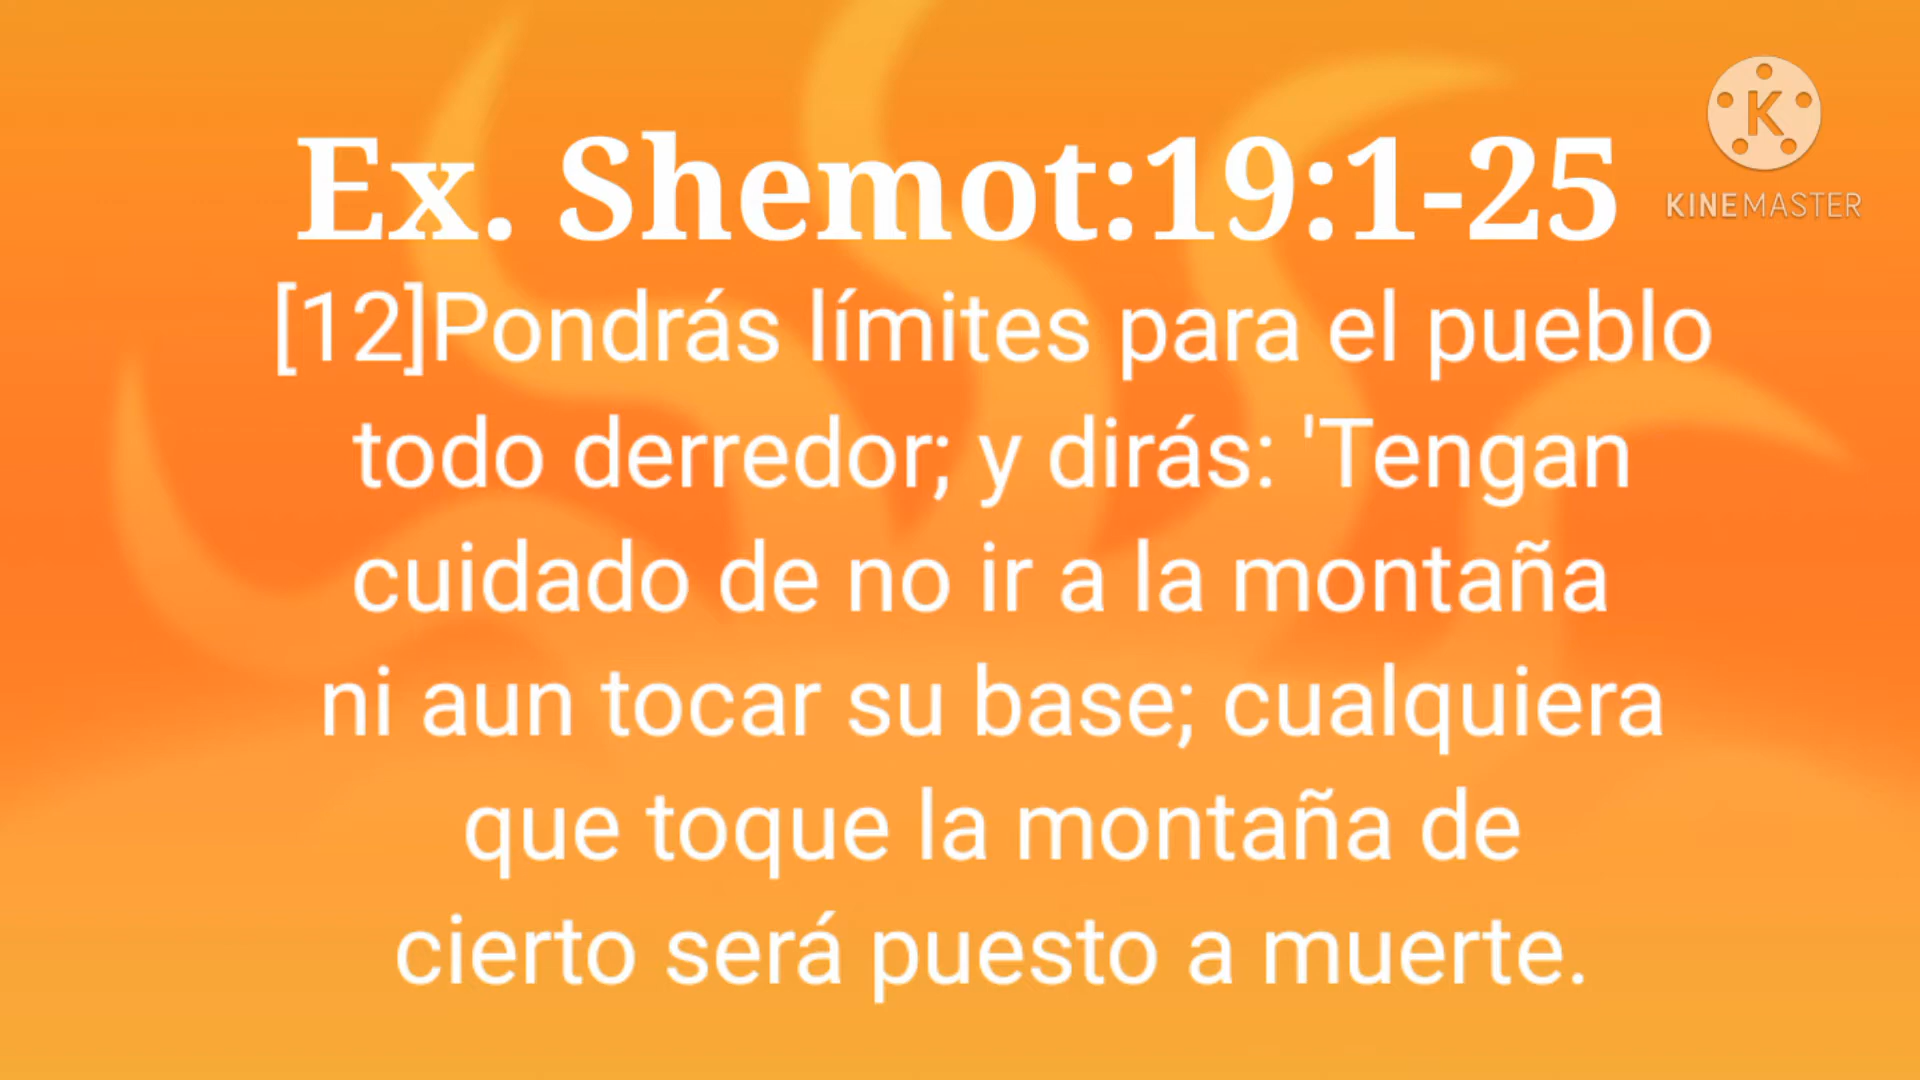 Ex. Shemot:19:1-25
[12]Pondrás límites para el pueblo
todo derredor; y dirás: 'Tengan
cuidado de no ir a la montaña
ni aun tocar su base; cualquiera
que toque la montaña de
cierto será puesto a muerte.
K
KINEMASTER